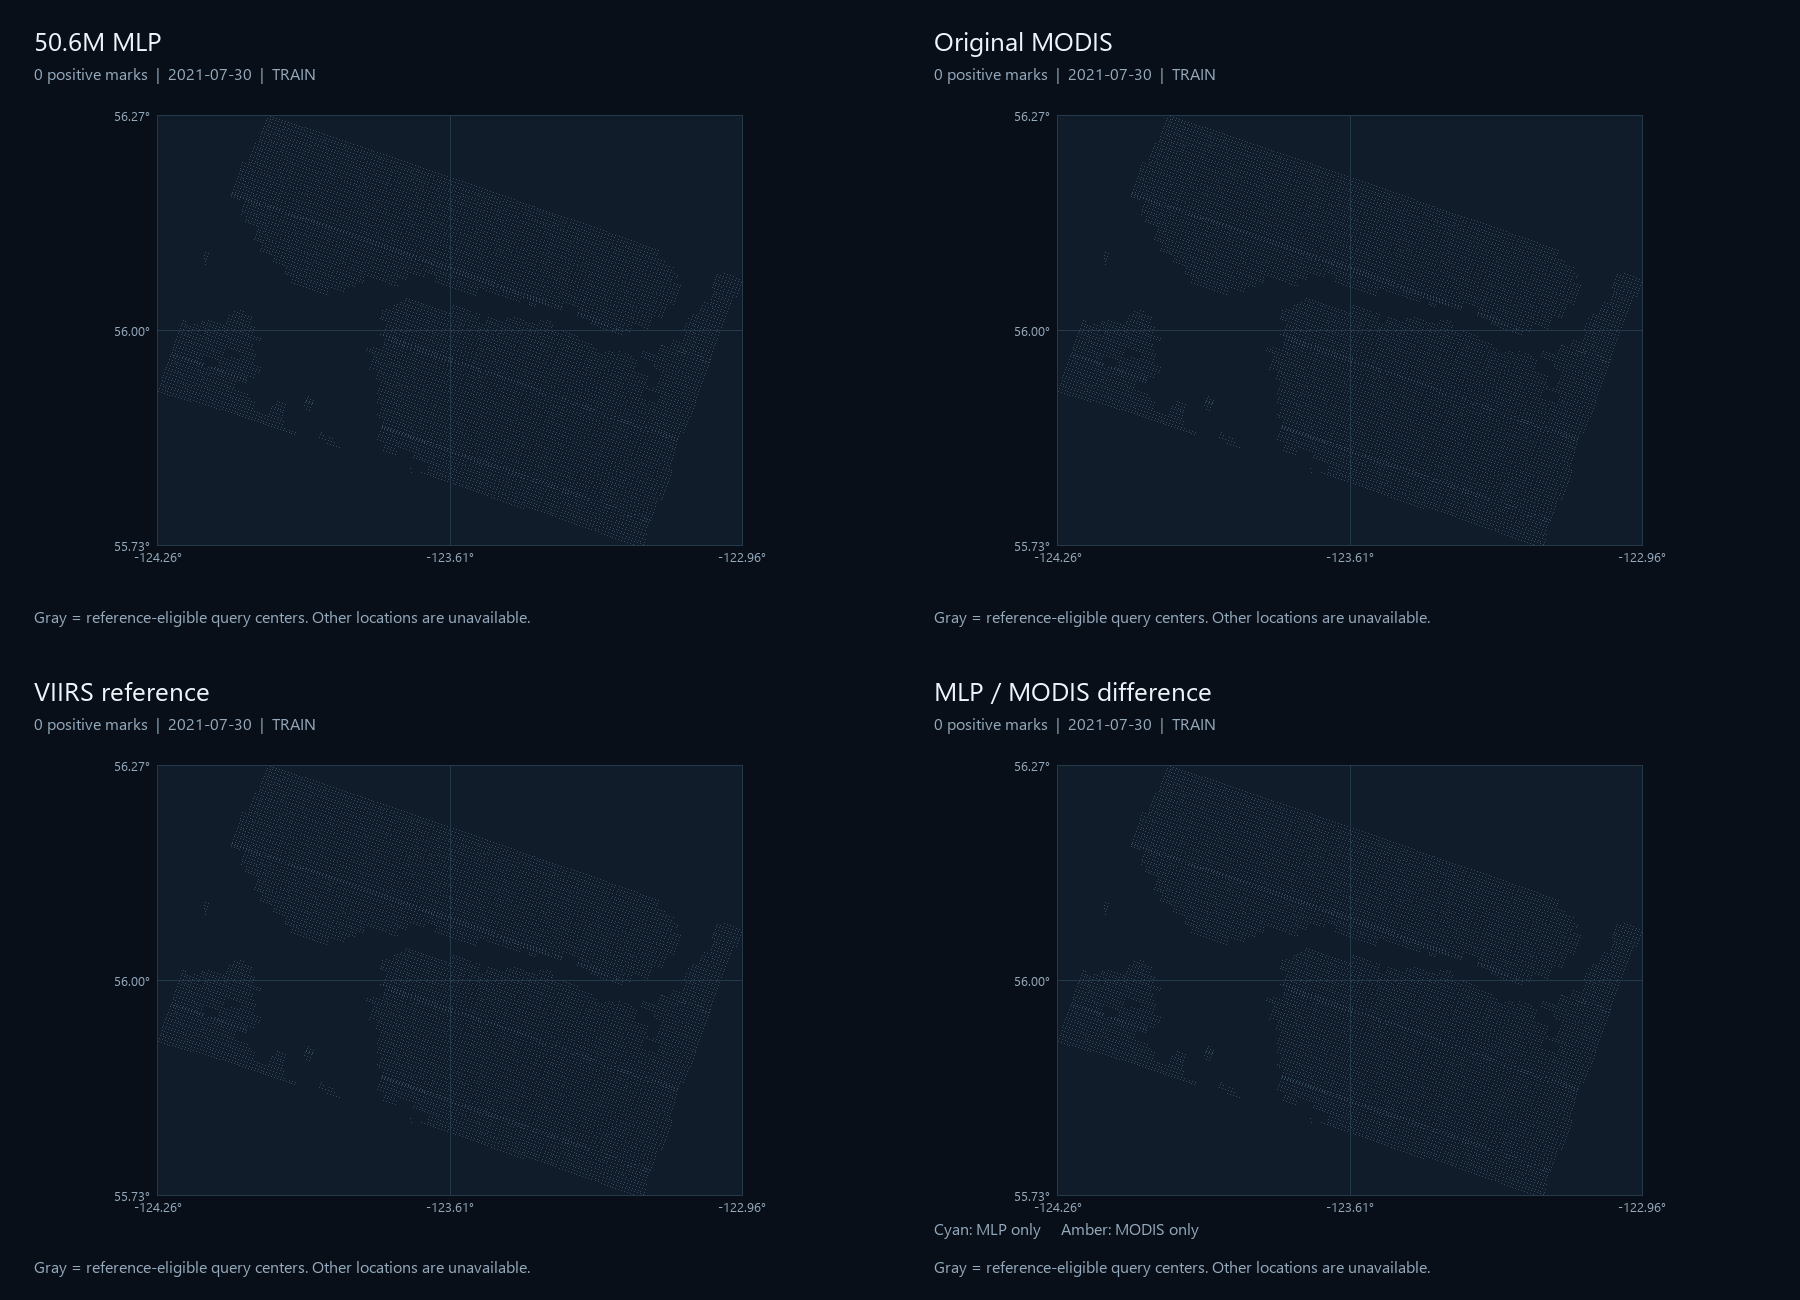 50.6M MLP
0 positive marks | 2021-07-30 | TRAIN
56.27°
56.00°
55.73°
-124.26°
-123.61°
-122.96°
Gray = reference-eligible query centers. Other locations are unavailable.
Original MODIS
0 positive marks | 2021-07-30 | TRAIN
56.27°
56.00°
55.73°
-124.26°
-123.61°
-122.96°
Gray = reference-eligible query centers. Other locations are unavailable.
VIIRS reference
0 positive marks | 2021-07-30 | TRAIN
56.27°
56.00°
55.73°
-124.26°
-123.61°
-122.96°
Gray = reference-eligible query centers. Other locations are unavailable.
MLP / MODIS difference
0 positive marks | 2021-07-30 | TRAIN
56.27°
56.00°
55.73°
-124.26°
-123.61°
-122.96°
Cyan: MLP only Amber: MODIS only
Gray = reference-eligible query centers. Other locations are unavailable.